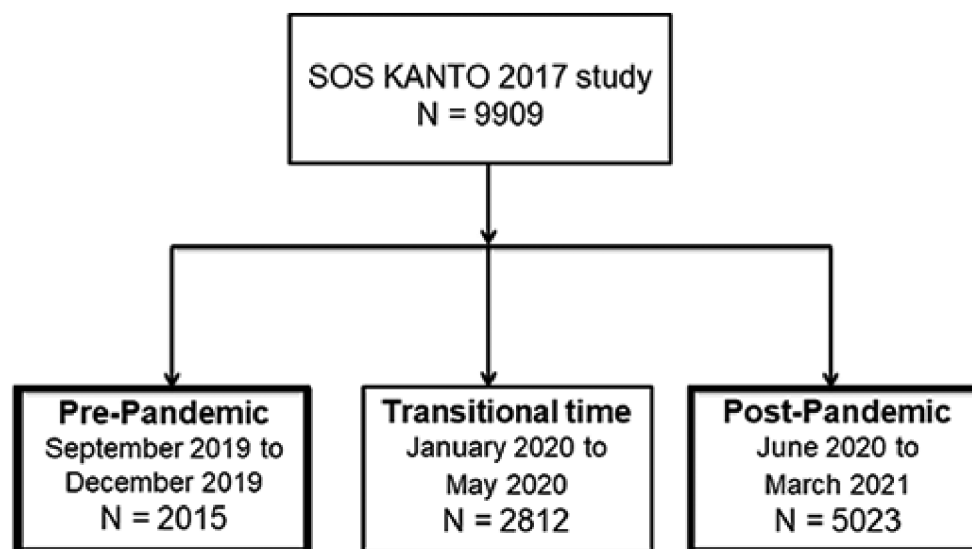 SOS KANTO 2017 study
N = 9909
Pre-Pandemic
September 2019 to
December 2019
N = 2015
Transitional time
January 2020 to
May 2020
N = 2812
Post-Pandemic
June 2020 to
March 2021
N = 5023